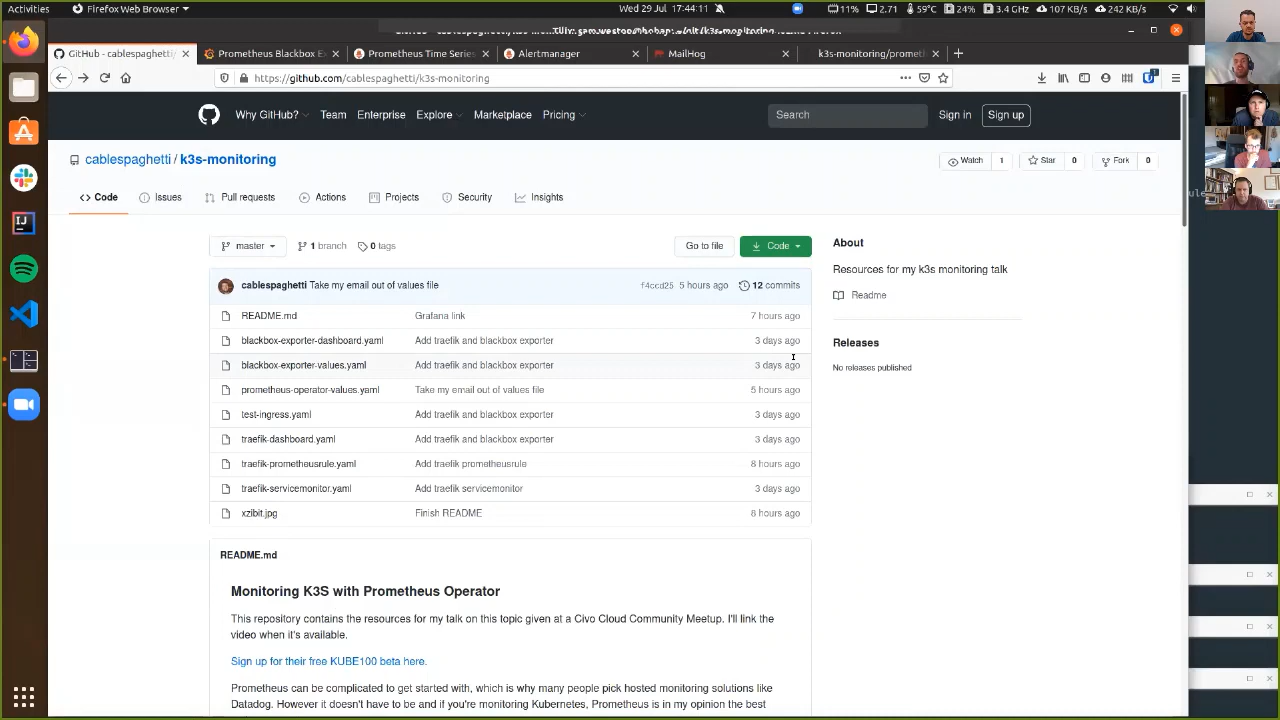 Activities
Firefox Web Browser
Wed 29 Jul 17:44:11
11%
2.71
59°C
24%
3.4 GHz
107 KB/s
242 KB/s
GitHub - cablespaghetti/
Prometheus Blackbox E
Prometheus Time Series
Alertmanager
MailHog
k3s-monitoring/prometh
https://github.com/cablespaghetti/k3s-monitoring
Why GitHub?
Team
Enterprise
Explore
Marketplace
Pricing
Search
Sign in
Sign up
cablespaghetti / k3s-monitoring
Watch 1
Star 0
Fork 0
Code
Issues
Pull requests
Actions
Projects
Security
Insights
master
1 branch
0 tags
Go to file
Code
cablespaghetti Take my email out of values file f4ccd25 5 hours ago 12 commits
README.md Grafana link 7 hours ago
blackbox-exporter-dashboard.yaml Add traefik and blackbox exporter 3 days ago
blackbox-exporter-values.yaml Add traefik and blackbox exporter 3 days ago
prometheus-operator-values.yaml Take my email out of values file 5 hours ago
test-ingress.yaml Add traefik and blackbox exporter 3 days ago
traefik-dashboard.yaml Add traefik and blackbox exporter 3 days ago
traefik-prometheusrule.yaml Add traefik prometheusrule 8 hours ago
traefik-servicemonitor.yaml Add traefik servicemonitor 3 days ago
xzibit.jpg Finish README 8 hours ago
About
Resources for my k3s monitoring talk
Readme
Releases
No releases published
README.md
Monitoring K3S with Prometheus Operator
This repository contains the resources for my talk on this topic given at a Civo Cloud Community Meetup. I'll link the
video when it's available.
Sign up for their free KUBE100 beta here.
Prometheus can be complicated to get started with, which is why many people pick hosted monitoring solutions like
Datadog. However it doesn't have to be and if you're monitoring Kubernetes, Prometheus is in my opinion the best